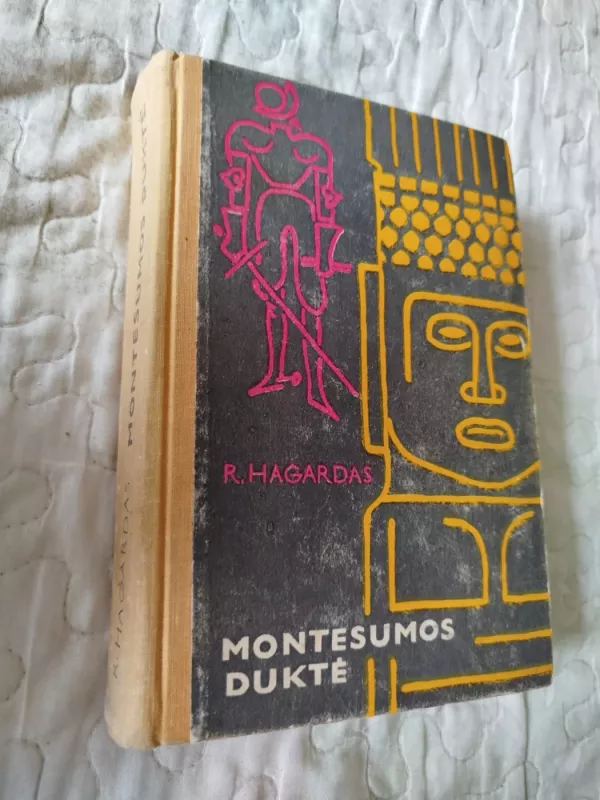 R. HAGARDAS
MONTESUMOS
DUKTĖ
R. HAGARDAS MONTESUMOS DUKTĖ